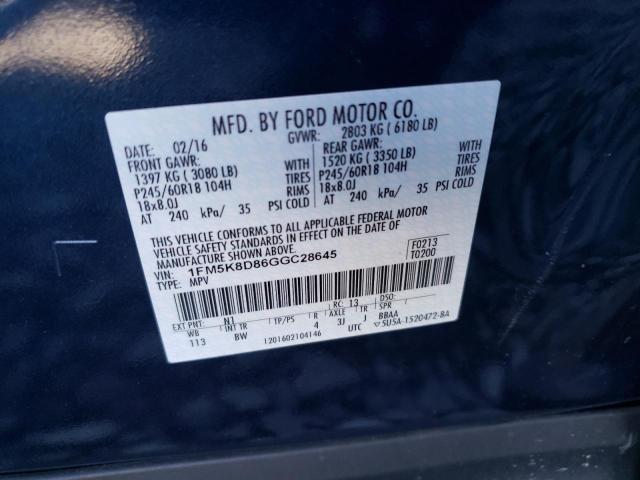 MFD. BY FORD MOTOR CO.
02/16 GVWR: 2803 KG ( 6180 LB)
FRONT GAWR: REAR GAWR:
1397 KG ( 3080 LB) WITH 1520 KG ( 3350 LB) WITH
P245/60R18 104H TIRES P245/60R18 104H TIRES
18x8.0J RIMS 18x8.0J RIMS
AT 240 kPa/ 35 PSI COLD AT 240 kPa/ 35 PSI COLD
THIS VEHICLE CONFORMS TO ALL APPLICABLE FEDERAL MOTOR
VEHICLE SAFETY STANDARDS IN EFFECT ON THE DATE OF
MANUFACTURE SHOWN ABOVE.
VIN: 1FM5K8D86GGC28645 F0213
TYPE: MPV T0200
EXT PNT: N1 RC: 13 DSO:
WB INT TR TP/PS R AXLE TR SPR
113 BW 4 3J J BBAA
1201602104146 UTC 5U5A-1520472-BA